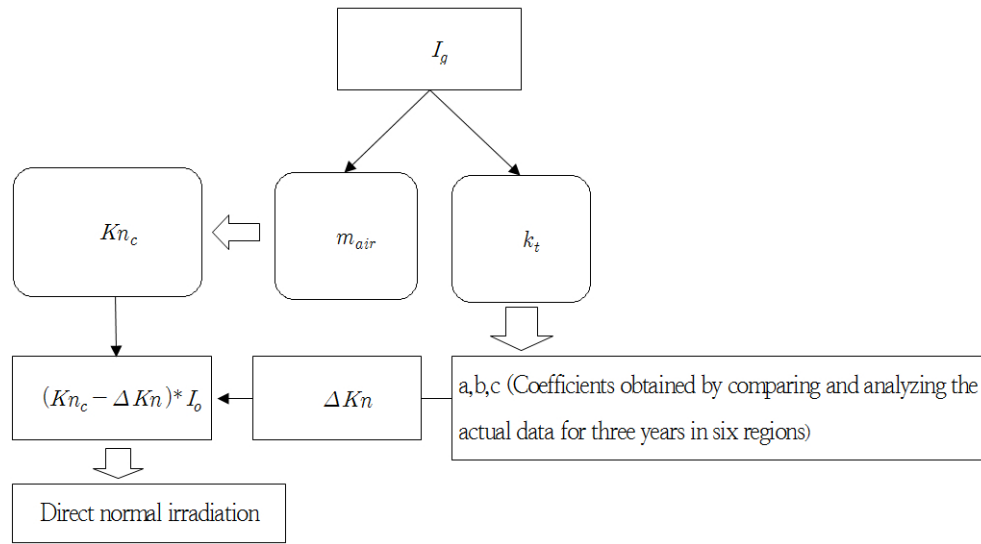 I_g
Kn_c
m_air
k_t
(Kn_c − ΔKn)* I_o
ΔKn
a,b,c (Coefficients obtained by comparing and analyzing the
actual data for three years in six regions)
Direct normal irradiation